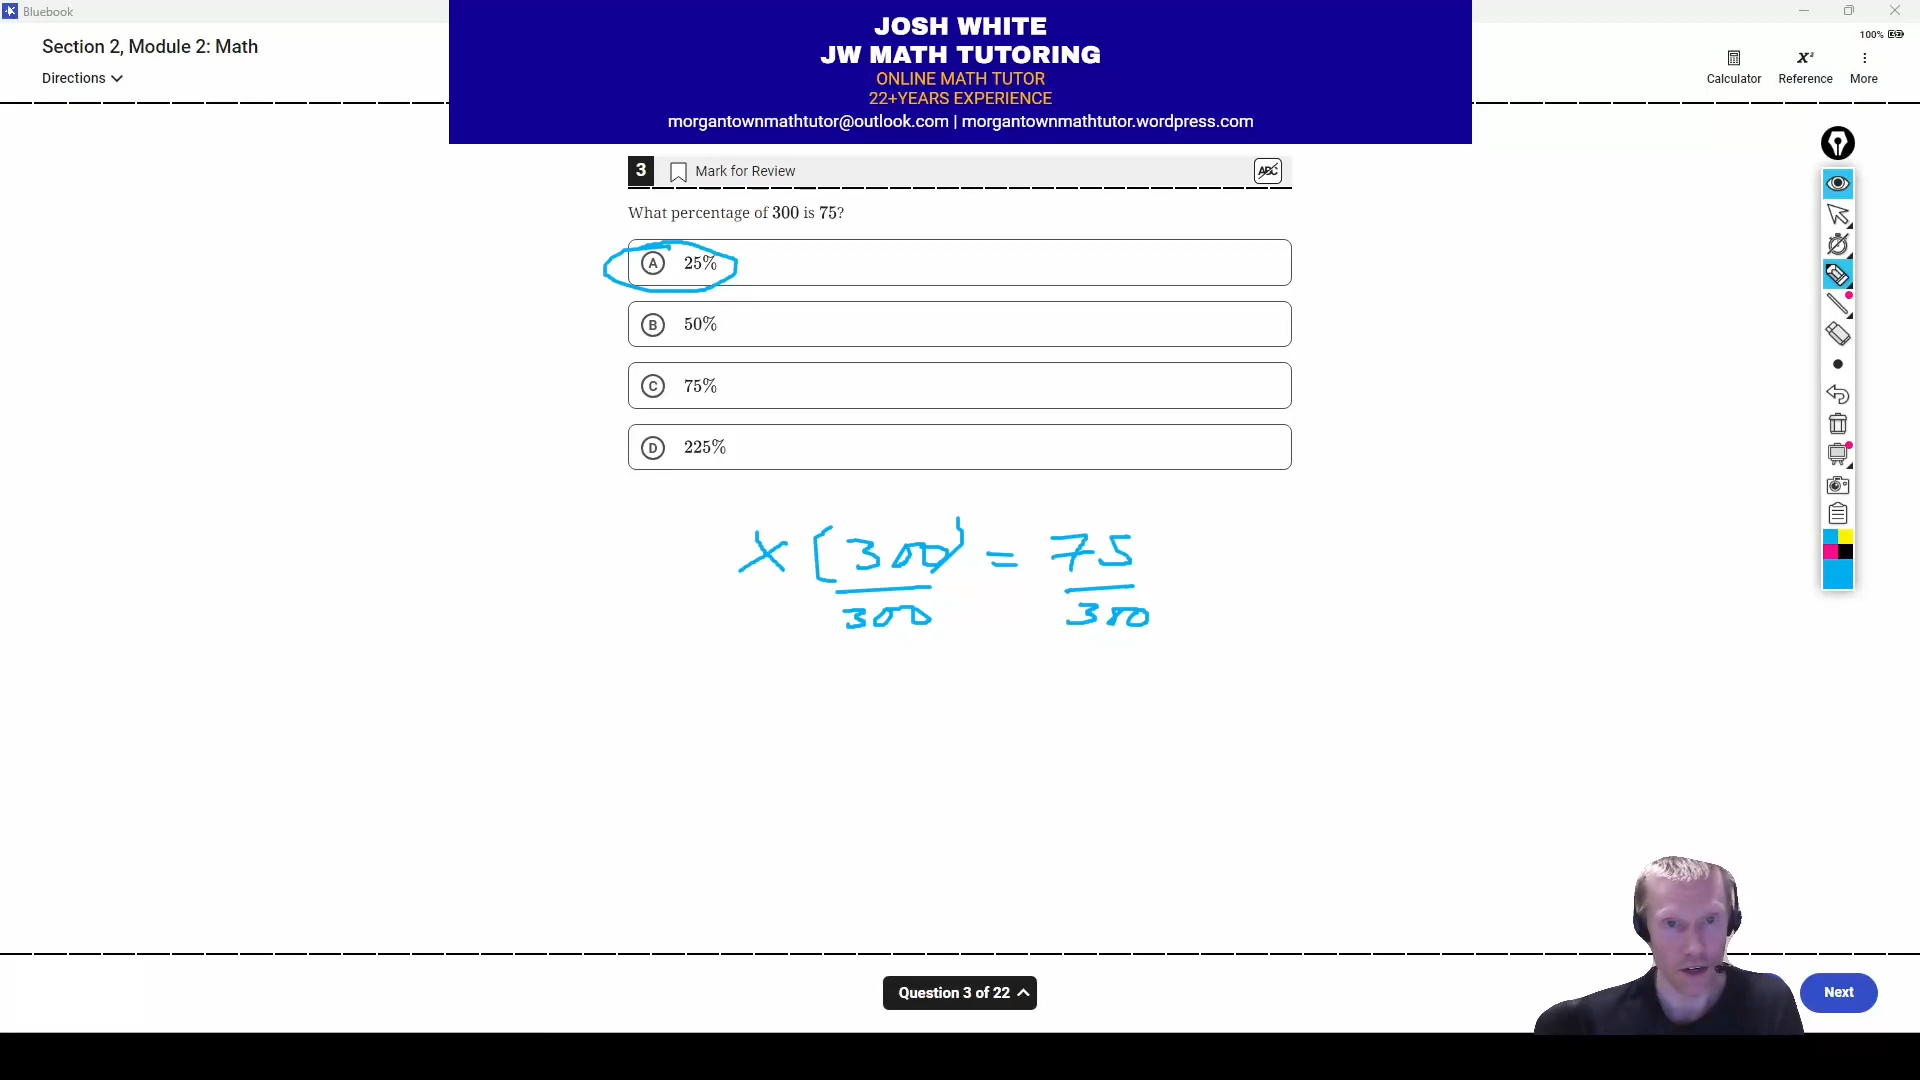 Bluebook
JOSH WHITE
JW MATH TUTORING
ONLINE MATH TUTOR
22+YEARS EXPERIENCE
morgantownmathtutor@outlook.com | morgantownmathtutor.wordpress.com
Section 2, Module 2: Math
Directions
100%
Calculator
x²
Reference
More
3
Mark for Review
ABC
What percentage of 300 is 75?
A 25%
B 50%
C 75%
D 225%
X (300) = 75
300 300
Question 3 of 22
Next